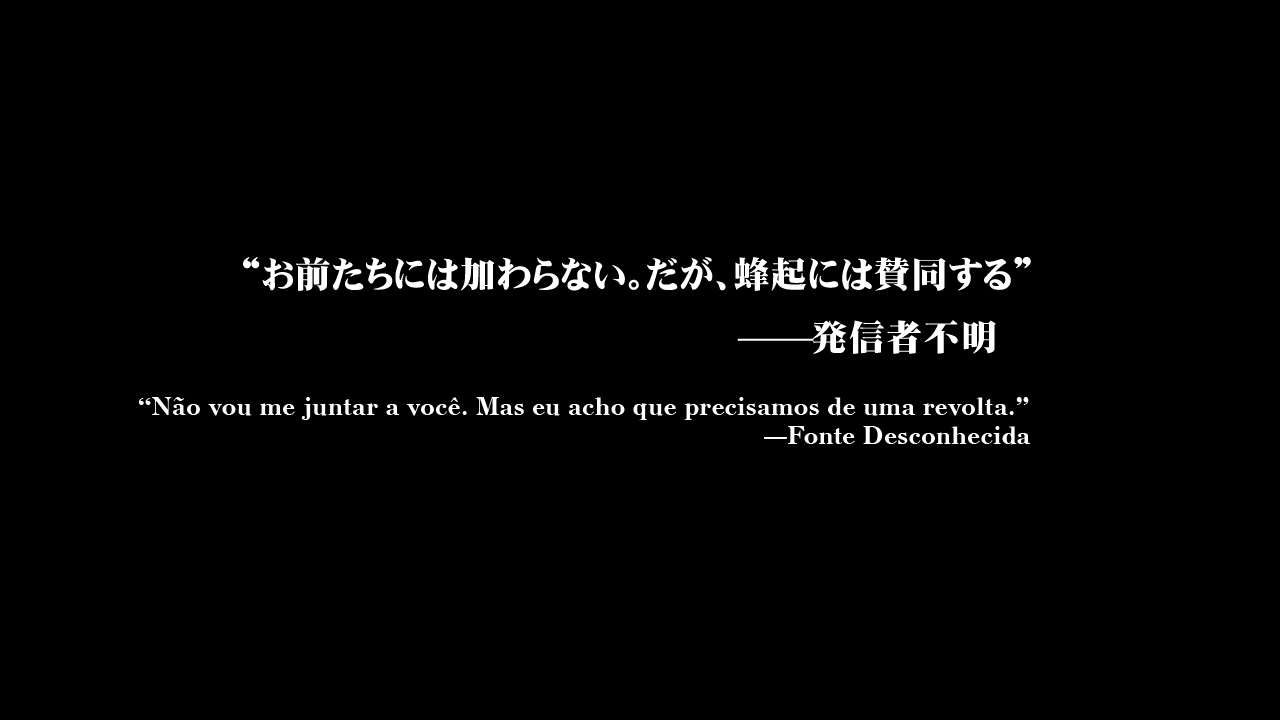 “お前たちには加わらない。だが、蜂起には賛同する”
——発信者不明
“Não vou me juntar a você. Mas eu acho que precisamos de uma revolta.”
—Fonte Desconhecida